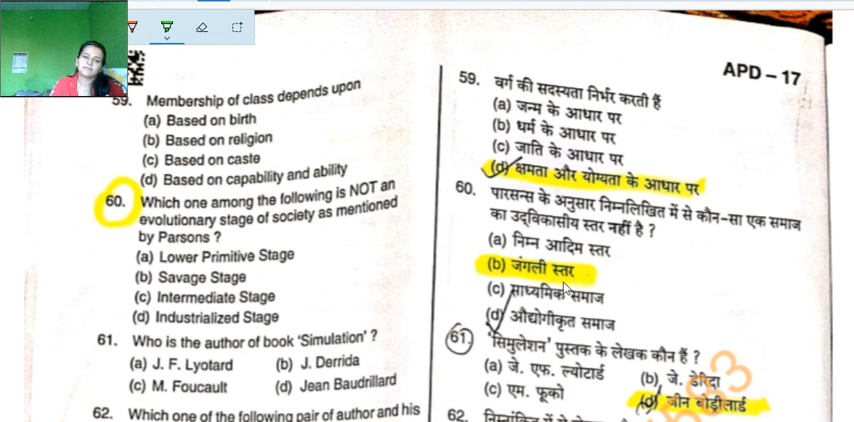 APD – 17
59. Membership of class depends upon
(a) Based on birth
(b) Based on religion
(c) Based on caste
(d) Based on capability and ability
60. Which one among the following is NOT an
evolutionary stage of society as mentioned
by Parsons ?
(a) Lower Primitive Stage
(b) Savage Stage
(c) Intermediate Stage
(d) Industrialized Stage
61. Who is the author of book ‘Simulation’ ?
(a) J. F. Lyotard (b) J. Derrida
(c) M. Foucault (d) Jean Baudrillard
62. Which one of the following pair of author and his
59. वर्ग की सदस्यता निर्भर करती हैं
(a) जन्म के आधार पर
(b) धर्म के आधार पर
(c) जाति के आधार पर
(d) क्षमता और योग्यता के आधार पर
60. पारसन्स के अनुसार निम्नलिखित में से कौन-सा एक समाज
का उद्विकासीय स्तर नहीं है ?
(a) निम्न आदिम स्तर
(b) जंगली स्तर
(c) माध्यमिक समाज
(d) औद्योगीकृत समाज
61. ‘सिमुलेशन’ पुस्तक के लेखक कौन हैं ?
(a) जे. एफ. ल्योटार्ड (b) जे. डेरिदा
(c) एम. फूको (d) जीन बोड्रीलार्ड
62.